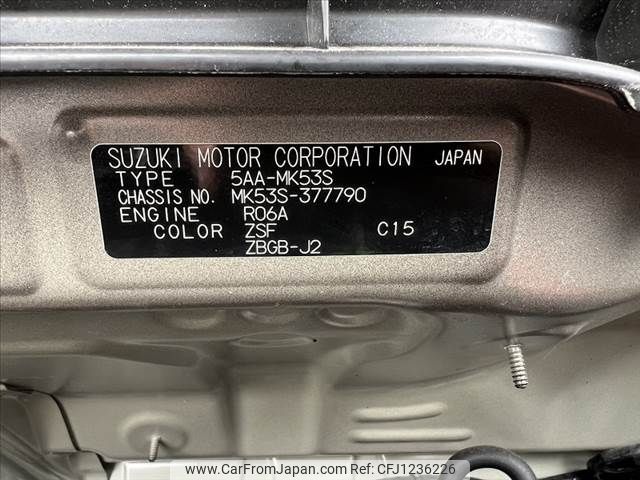 SUZUKI MOTOR CORPORATION JAPAN
TYPE 5AA-MK53S
CHASSIS NO. MK53S-377790
ENGINE R06A
COLOR ZSF C15
ZBGB-J2
www.CarFromJapan.com | Ref.No. CFJ1236226